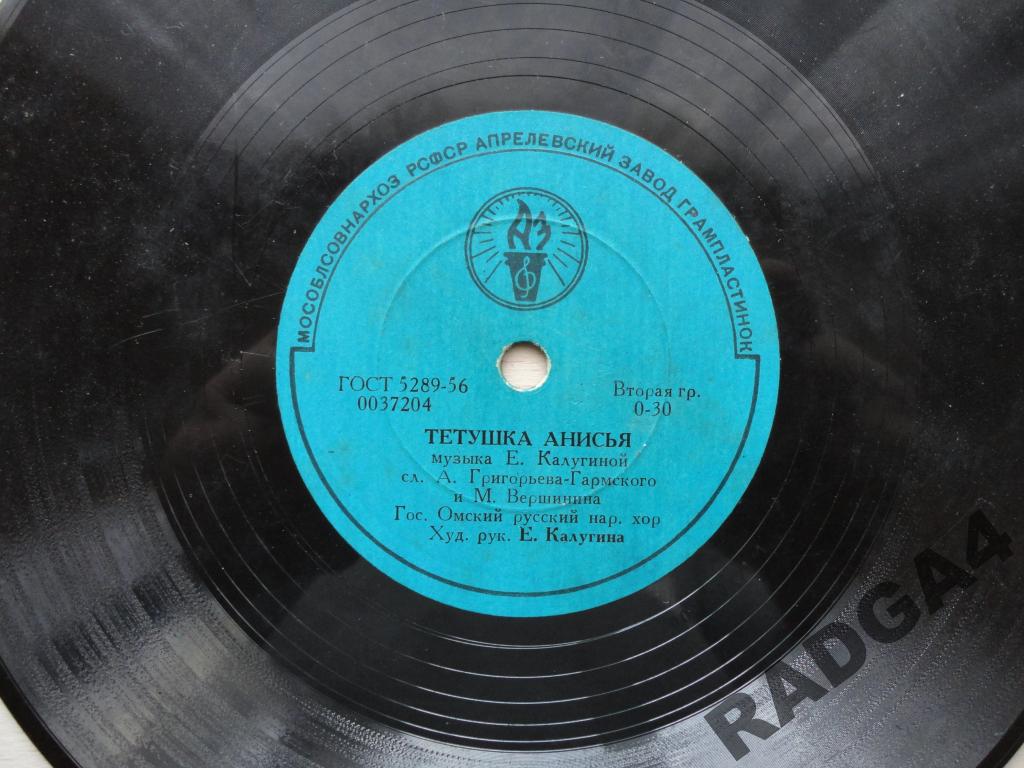 МОСОБЛСОВНАРХОЗ РСФСР АПРЕЛЕВСКИЙ ЗАВОД ГРАМПЛАСТИНОК
АЗ
ГОСТ 5289-56
0037204
Вторая гр.
0-30
ТЕТУШКА АНИСЬЯ
музыка Е. Калугиной
сл. А. Григорьева-Гармского
и М. Вершинина
Гос. Омский русский нар. хор
Худ. рук. Е. Калугина
RADGA4